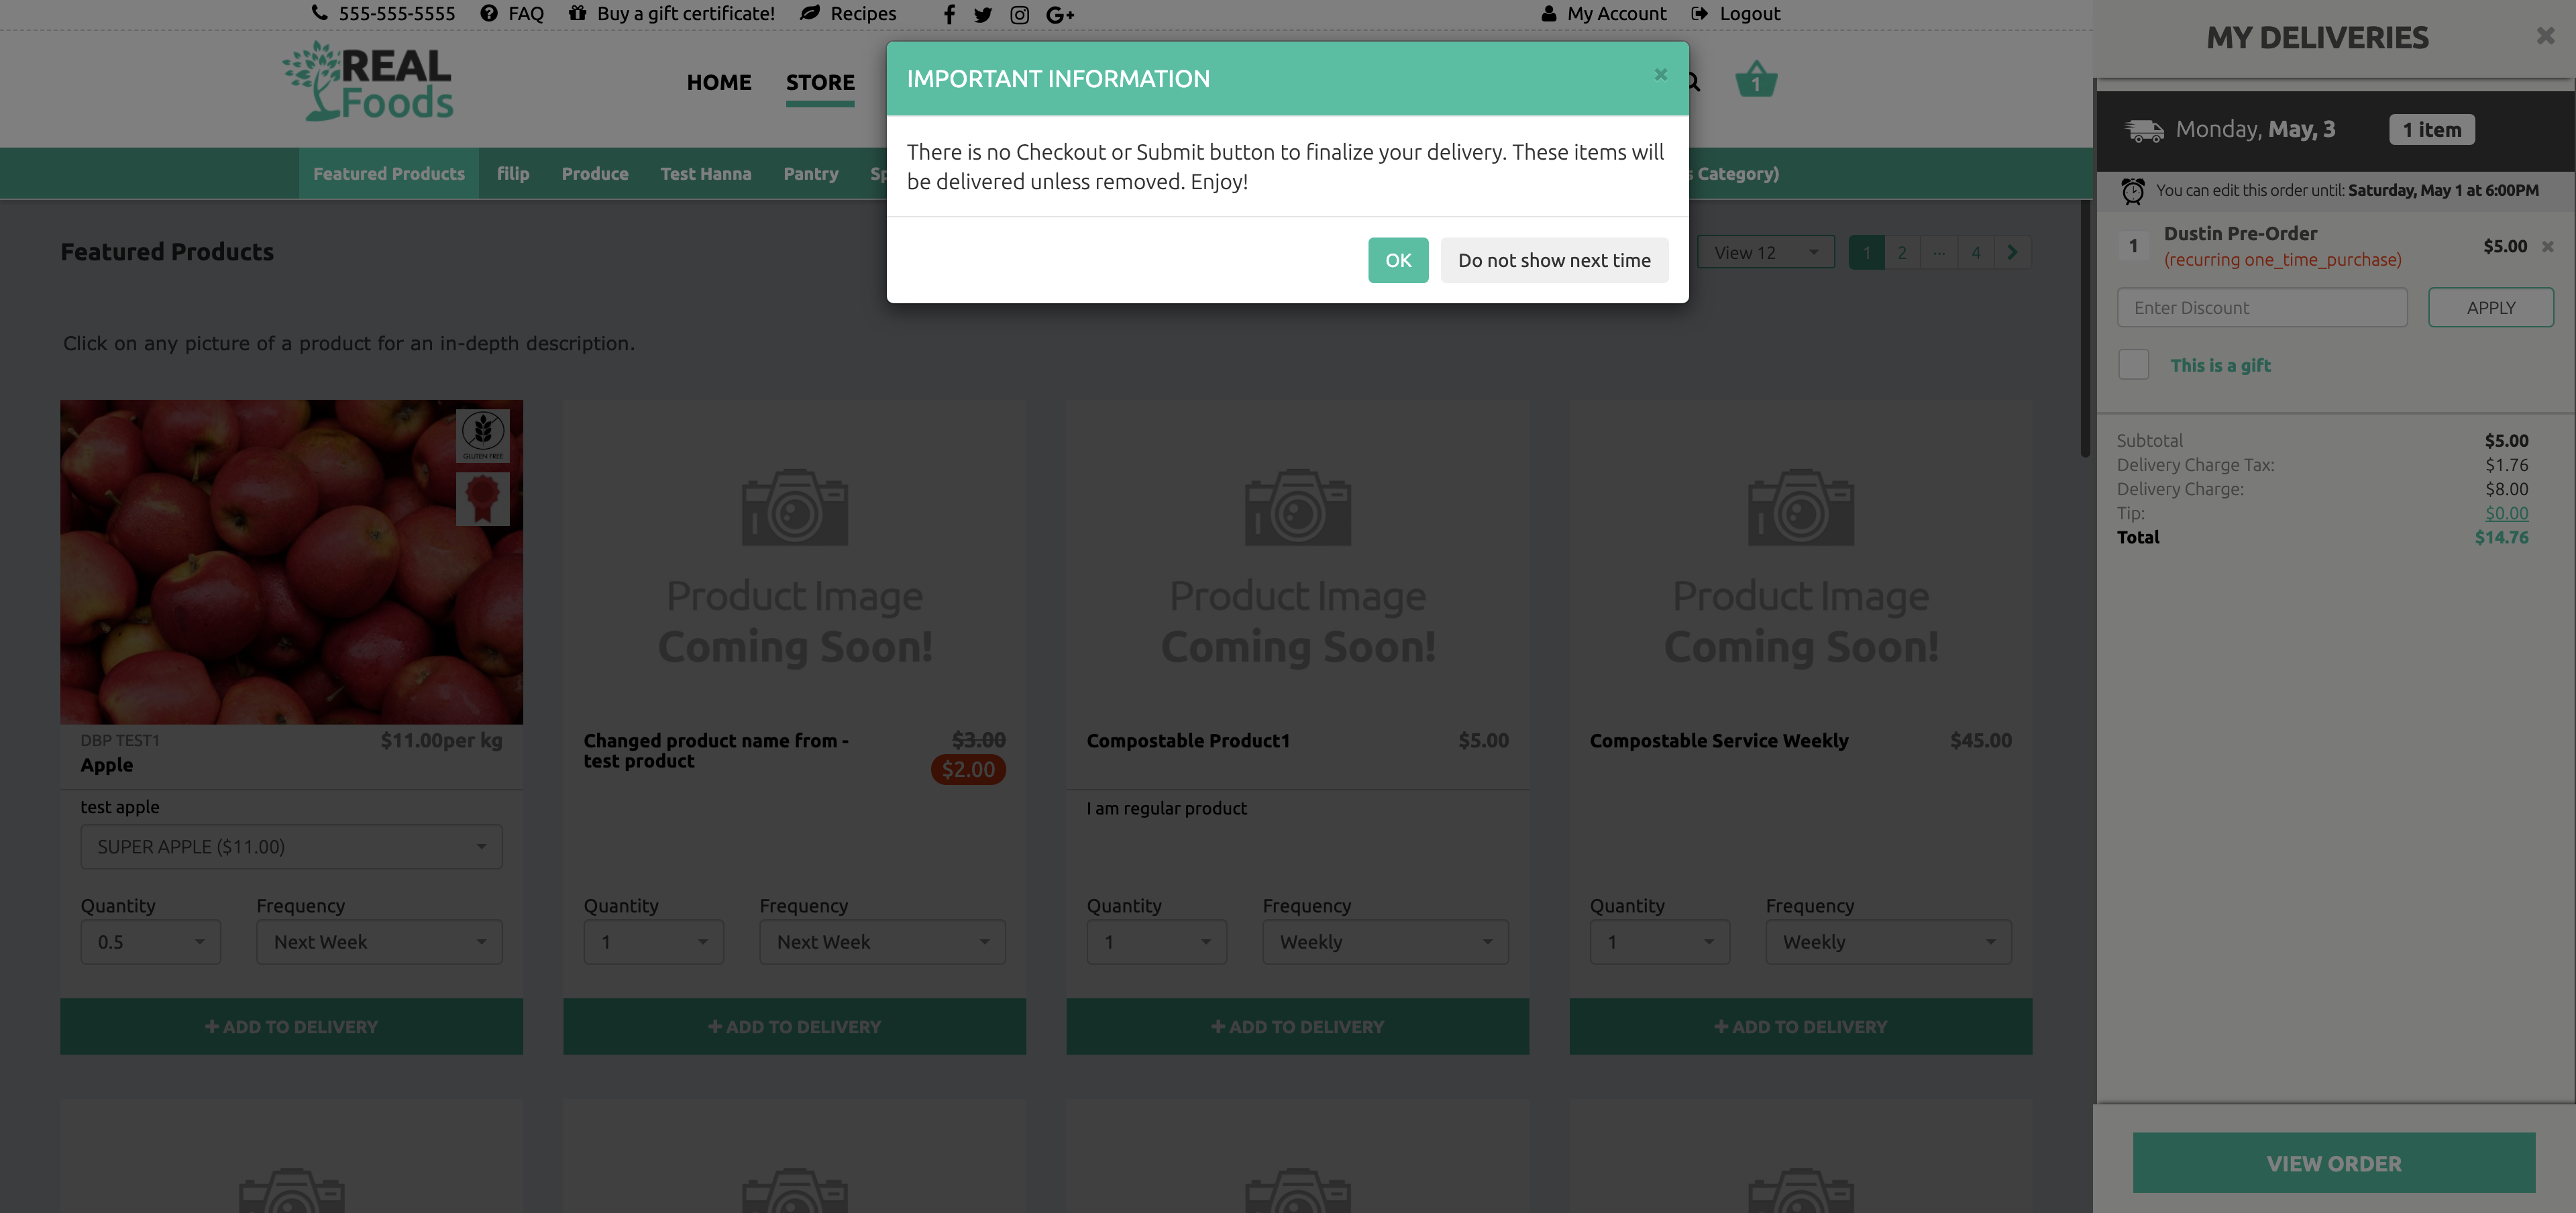 555-555-5555 FAQ Buy a gift certificate! Recipes G+ My Account Logout
REAL
Foods
HOME STORE 1
Featured Products filip Produce Test Hanna Pantry Category)
IMPORTANT INFORMATION ×
There is no Checkout or Submit button to finalize your delivery. These items will
be delivered unless removed. Enjoy!
OK Do not show next time
Featured Products
View 12 1 2 ... 4
Click on any picture of a product for an in-depth description.
GLUTEN FREE
Product Image
Coming Soon!
Product Image
Coming Soon!
Product Image
Coming Soon!
DBP TEST1 $11.00per kg
Apple
test apple
SUPER APPLE ($11.00)
Quantity Frequency
0.5 Next Week
+ ADD TO DELIVERY
Changed product name from - $3.00
test product $2.00
Quantity Frequency
1 Next Week
+ ADD TO DELIVERY
Compostable Product1 $5.00
I am regular product
Quantity Frequency
1 Weekly
+ ADD TO DELIVERY
Compostable Service Weekly $45.00
Quantity Frequency
1 Weekly
+ ADD TO DELIVERY
MY DELIVERIES ×
Monday, May, 3 1 item
You can edit this order until: Saturday, May 1 at 6:00PM
1 Dustin Pre-Order $5.00 ×
(recurring one_time_purchase)
Enter Discount APPLY
This is a gift
Subtotal $5.00
Delivery Charge Tax: $1.76
Delivery Charge: $8.00
Tip: $0.00
Total $14.76
VIEW ORDER